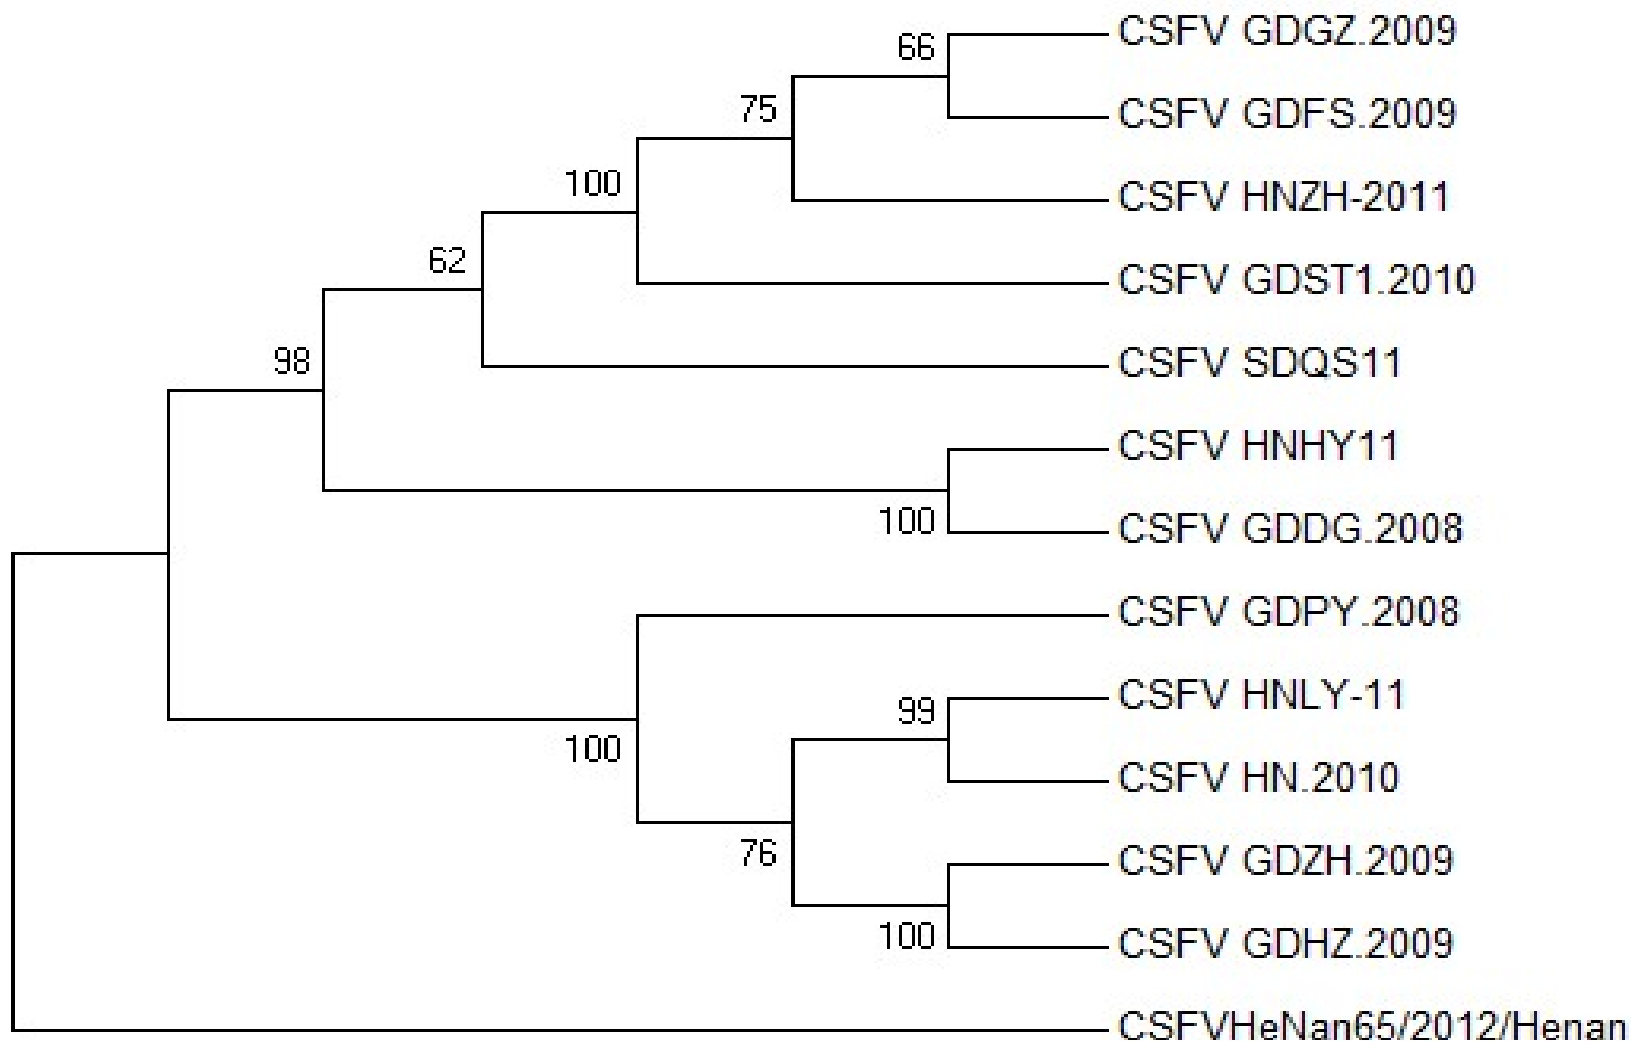 CSFV GDGZ.2009
66
CSFV GDFS.2009
75
CSFV HNZH-2011
100
CSFV GDST1.2010
62
CSFV SDQS11
98
CSFV HNHY11
100
CSFV GDDG.2008
CSFV GDPY.2008
CSFV HNLY-11
99
100
CSFV HN.2010
76
CSFV GDZH.2009
100
CSFV GDHZ.2009
CSFVHeNan65/2012/Henan